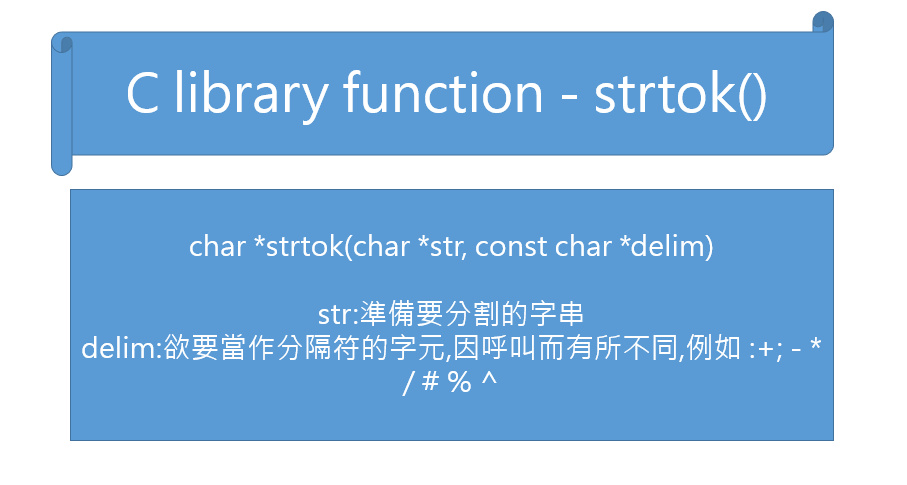 C library function - strtok()
char *strtok(char *str, const char *delim)
str:準備要分割的字串
delim:欲要當作分隔符的字元,因呼叫而有所不同,例如 :+; - *
/ # % ^